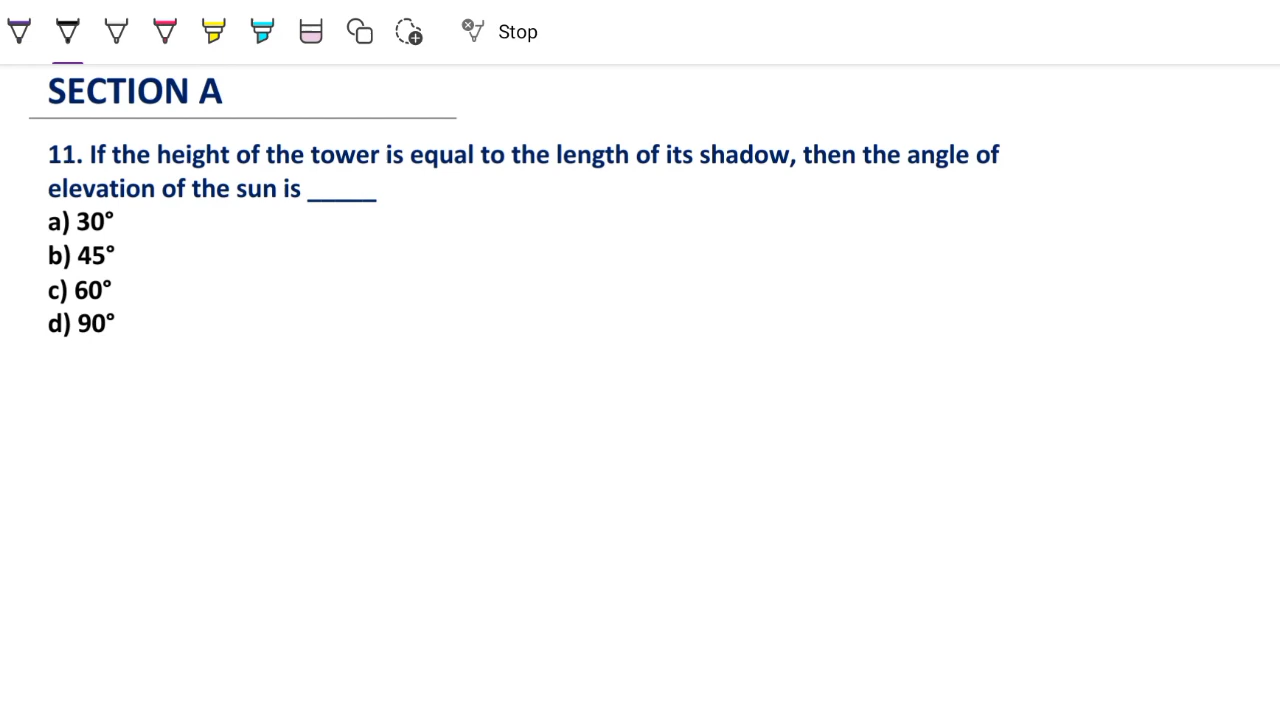 Stop
SECTION A
11. If the height of the tower is equal to the length of its shadow, then the angle of
elevation of the sun is _____
a) 30°
b) 45°
c) 60°
d) 90°